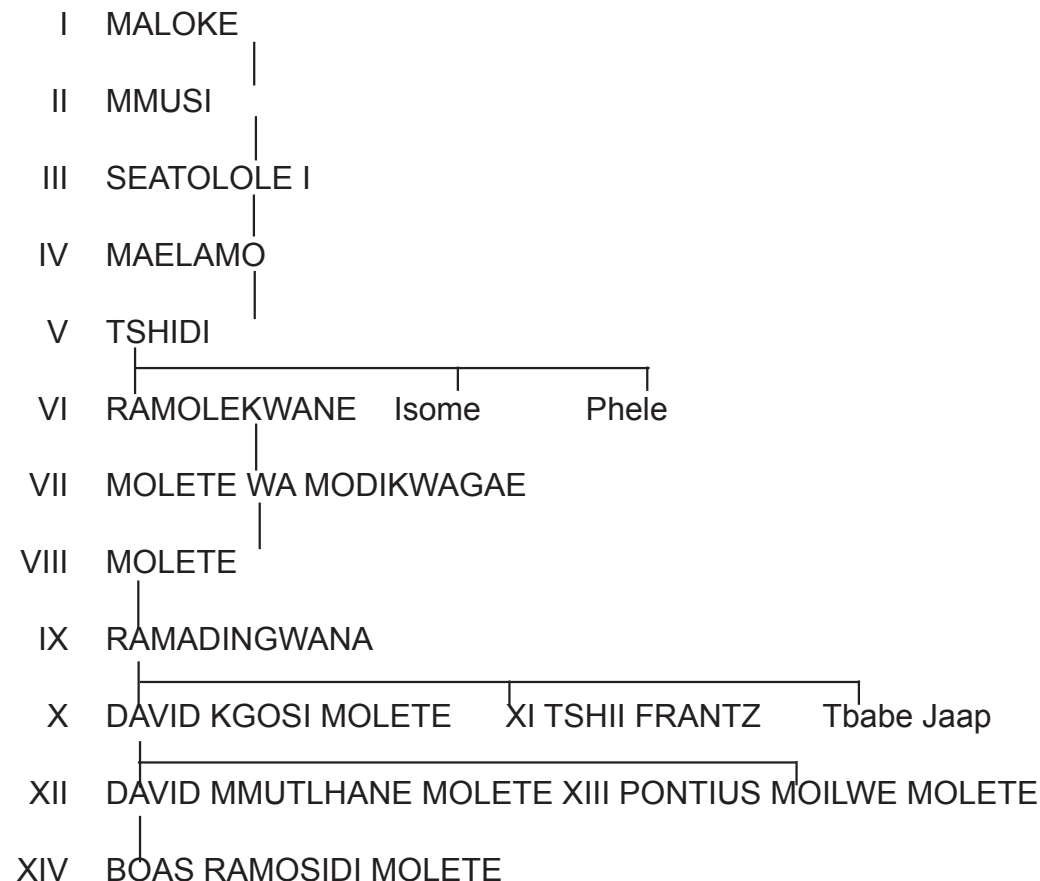 I MALOKE
II MMUSI
III SEATOLOLE I
IV MAELAMO
V TSHIDI
VI RAMOLEKWANE Isome Phele
VII MOLETE WA MODIKWAGAE
VIII MOLETE
IX RAMADINGWANA
X DAVID KGOSI MOLETE XI TSHII FRANTZ Tbabe Jaap
XII DAVID MMUTLHANE MOLETE XIII PONTIUS MOILWE MOLETE
XIV BOAS RAMOSIDI MOLETE